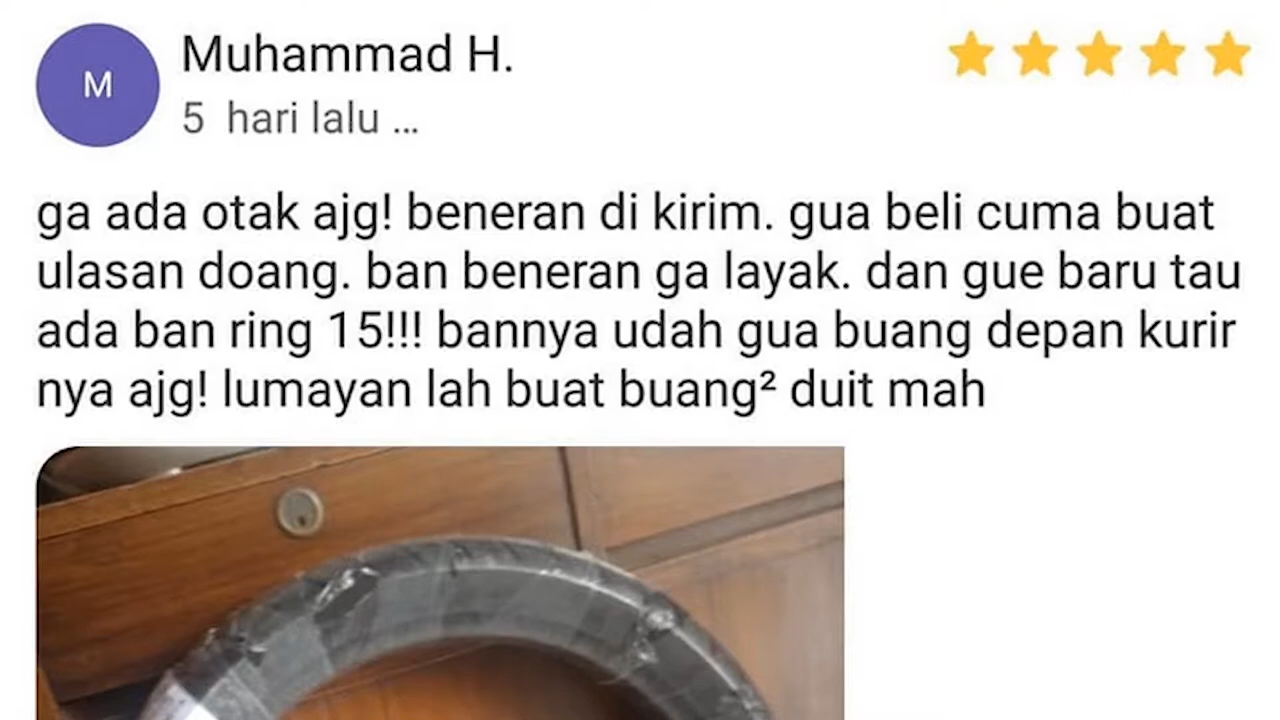 M
Muhammad H.
5 hari lalu ...
ga ada otak ajg! beneran di kirim. gua beli cuma buat
ulasan doang. ban beneran ga layak. dan gue baru tau
ada ban ring 15!!! bannya udah gua buang depan kurir
nya ajg! lumayan lah buat buang² duit mah